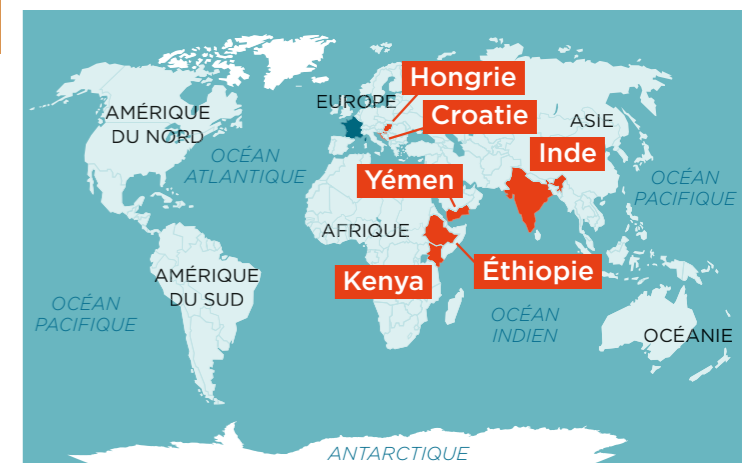 Hongrie
EUROPE
Croatie
AMÉRIQUE
DU NORD
ASIE
OCÉAN
ATLANTIQUE
Inde
Yémen
OCÉAN
PACIFIQUE
AFRIQUE
AMÉRIQUE
DU SUD
Kenya
Éthiopie
OCÉAN
PACIFIQUE
OCÉAN
INDIEN
OCÉANIE
ANTARCTIQUE